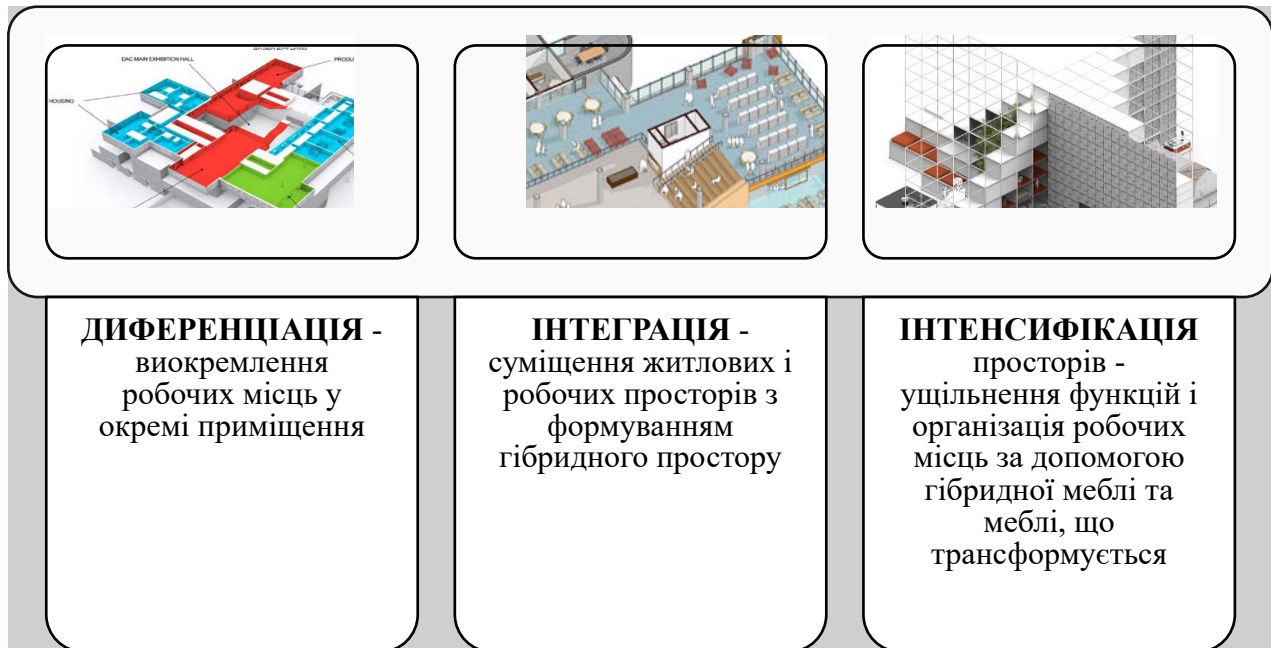 DAC MAIN EXHIBITION HALL
PRODU
HOUSING
ДИФЕРЕНЦІАЦІЯ -
виокремлення
робочих місць у
окремі приміщення
ІНТЕГРАЦІЯ -
суміщення житлових і
робочих просторів з
формуванням
гібридного простору
ІНТЕНСИФІКАЦІЯ
просторів -
ущільнення функцій і
організація робочих
місць за допомогою
гібридної меблі та
меблі, що
трансформується